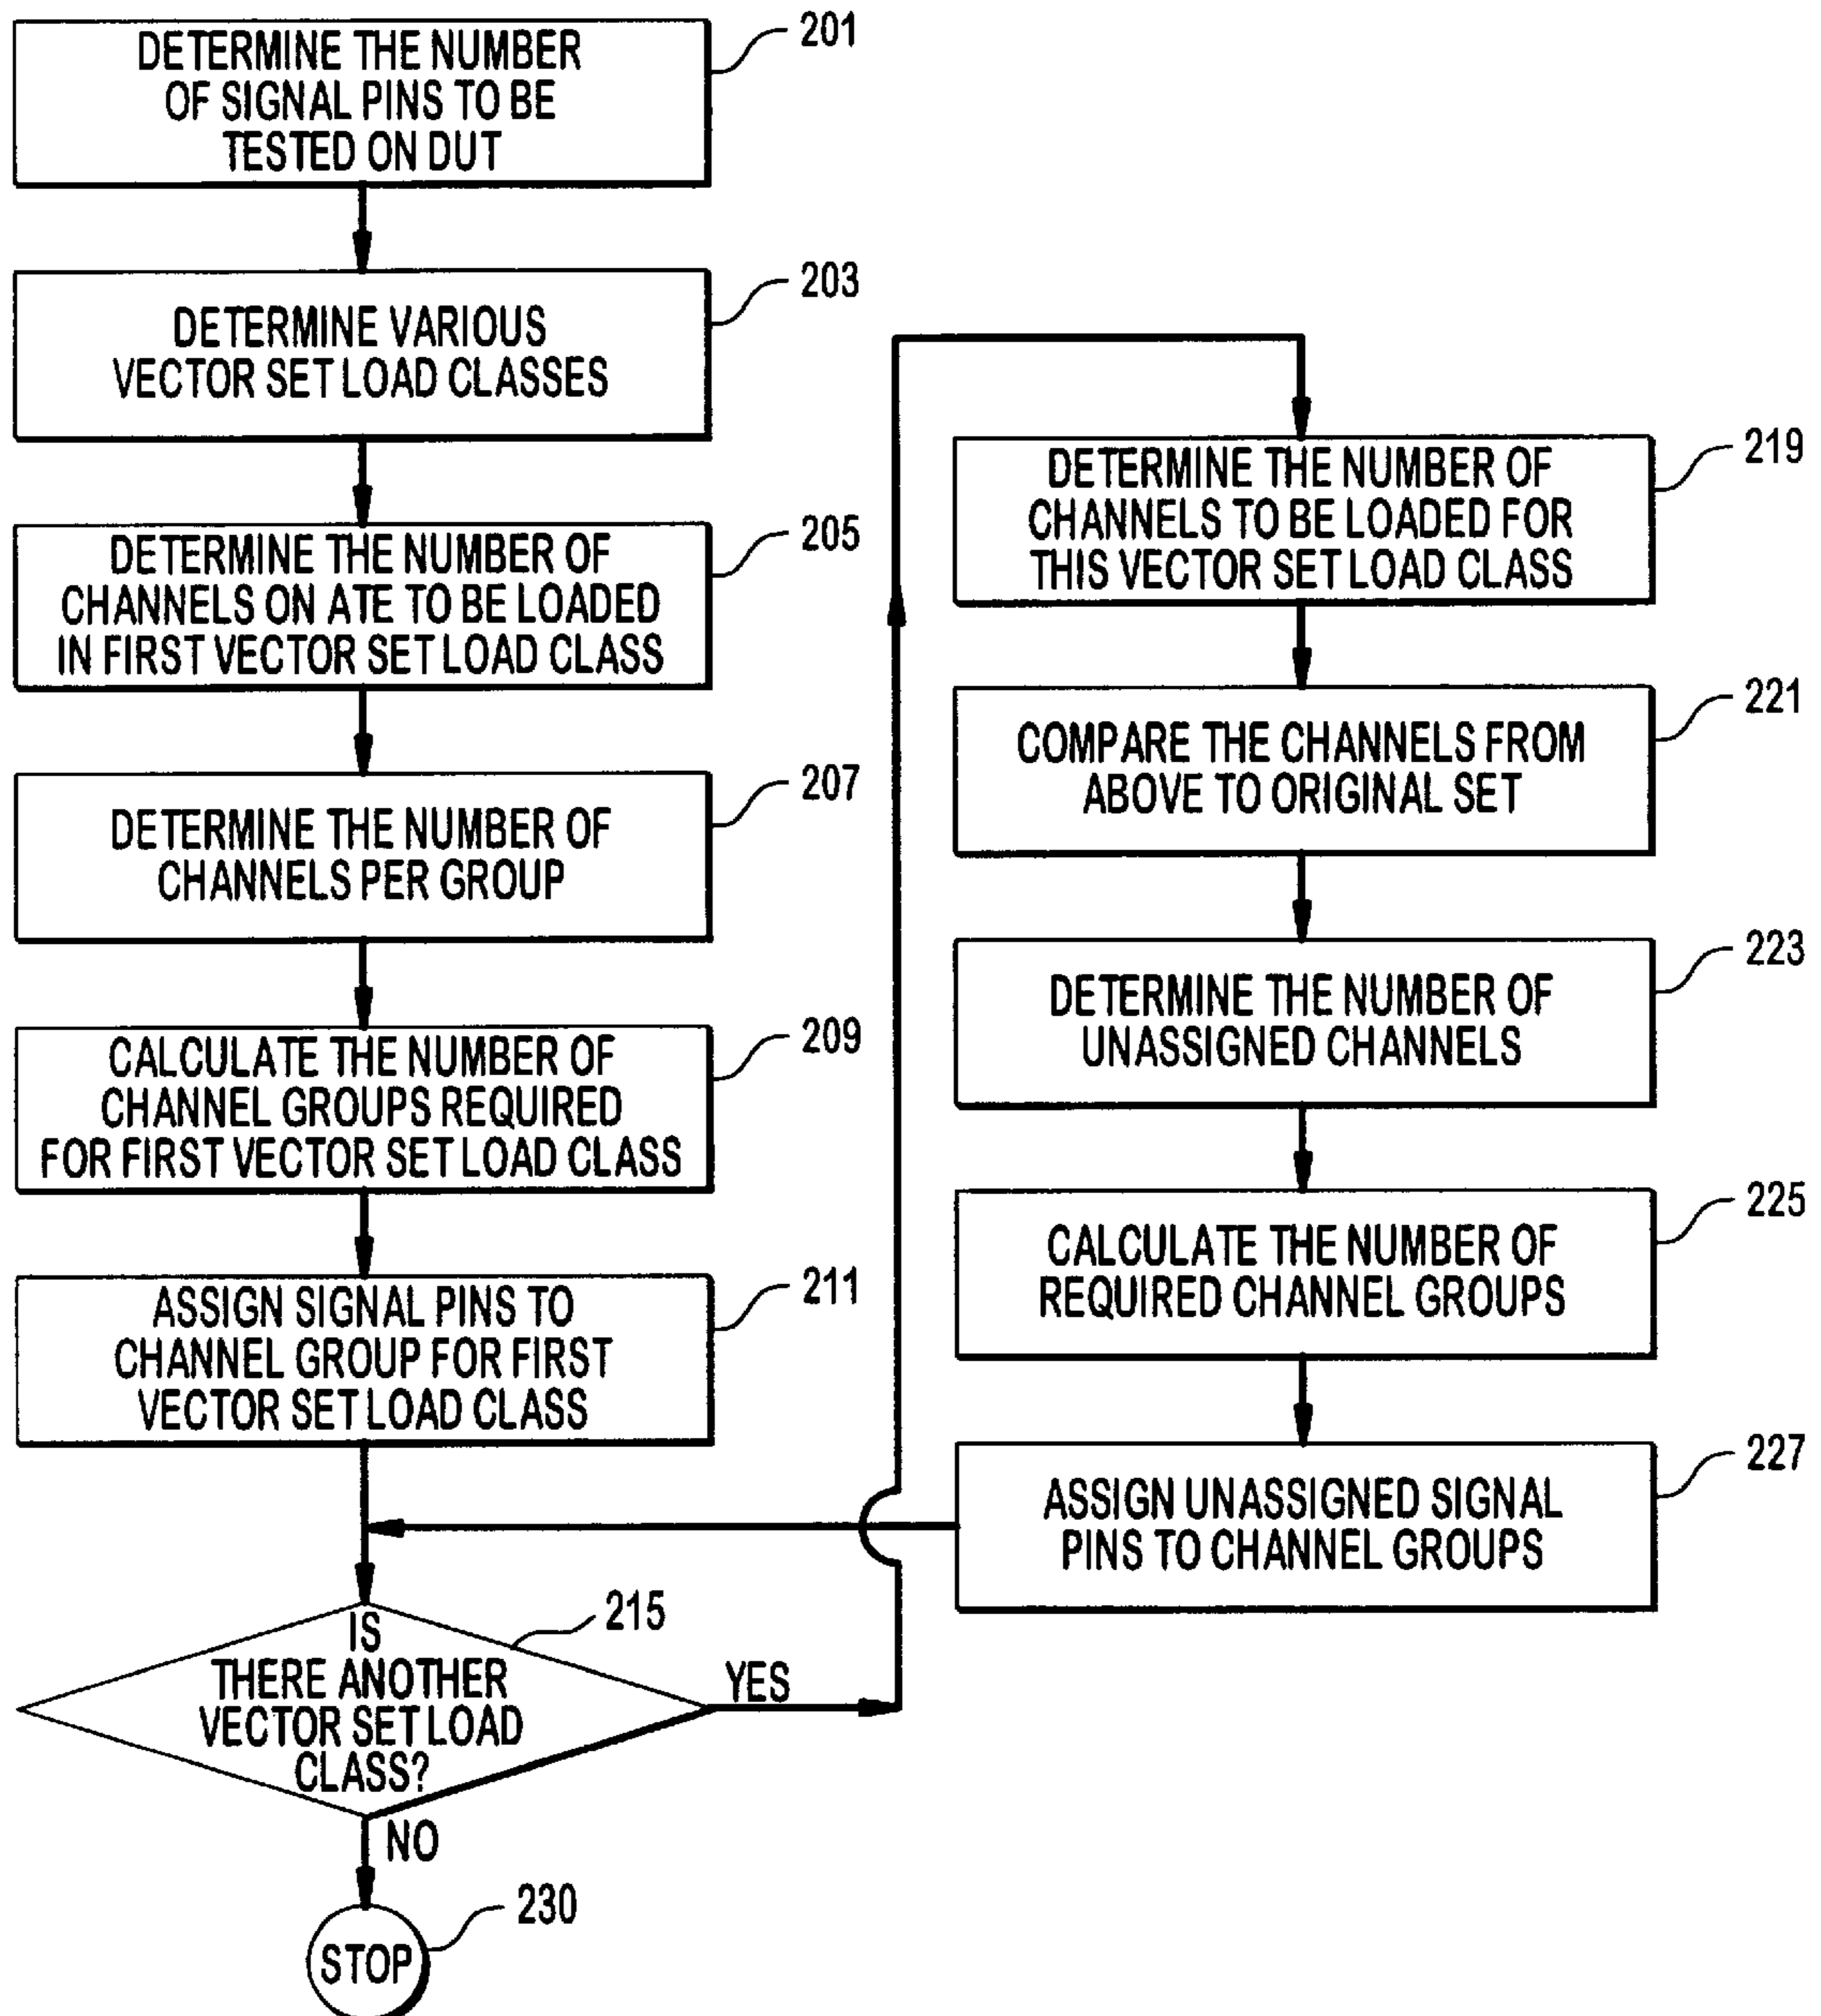 DETERMINE THE NUMBER
OF SIGNAL PINS TO BE
TESTED ON DUT
201
DETERMINE VARIOUS
VECTOR SET LOAD CLASSES
203
DETERMINE THE NUMBER OF
CHANNELS ON ATE TO BE LOADED
IN FIRST VECTOR SET LOAD CLASS
205
DETERMINE THE NUMBER OF
CHANNELS PER GROUP
207
CALCULATE THE NUMBER OF
CHANNEL GROUPS REQUIRED
FOR FIRST VECTOR SET LOAD CLASS
209
ASSIGN SIGNAL PINS TO
CHANNEL GROUP FOR FIRST
VECTOR SET LOAD CLASS
211
IS
THERE ANOTHER
VECTOR SET LOAD
CLASS?
215
YES
NO
STOP
230
DETERMINE THE NUMBER OF
CHANNELS TO BE LOADED FOR
THIS VECTOR SET LOAD CLASS
219
COMPARE THE CHANNELS FROM
ABOVE TO ORIGINAL SET
221
DETERMINE THE NUMBER OF
UNASSIGNED CHANNELS
223
CALCULATE THE NUMBER OF
REQUIRED CHANNEL GROUPS
225
ASSIGN UNASSIGNED SIGNAL
PINS TO CHANNEL GROUPS
227